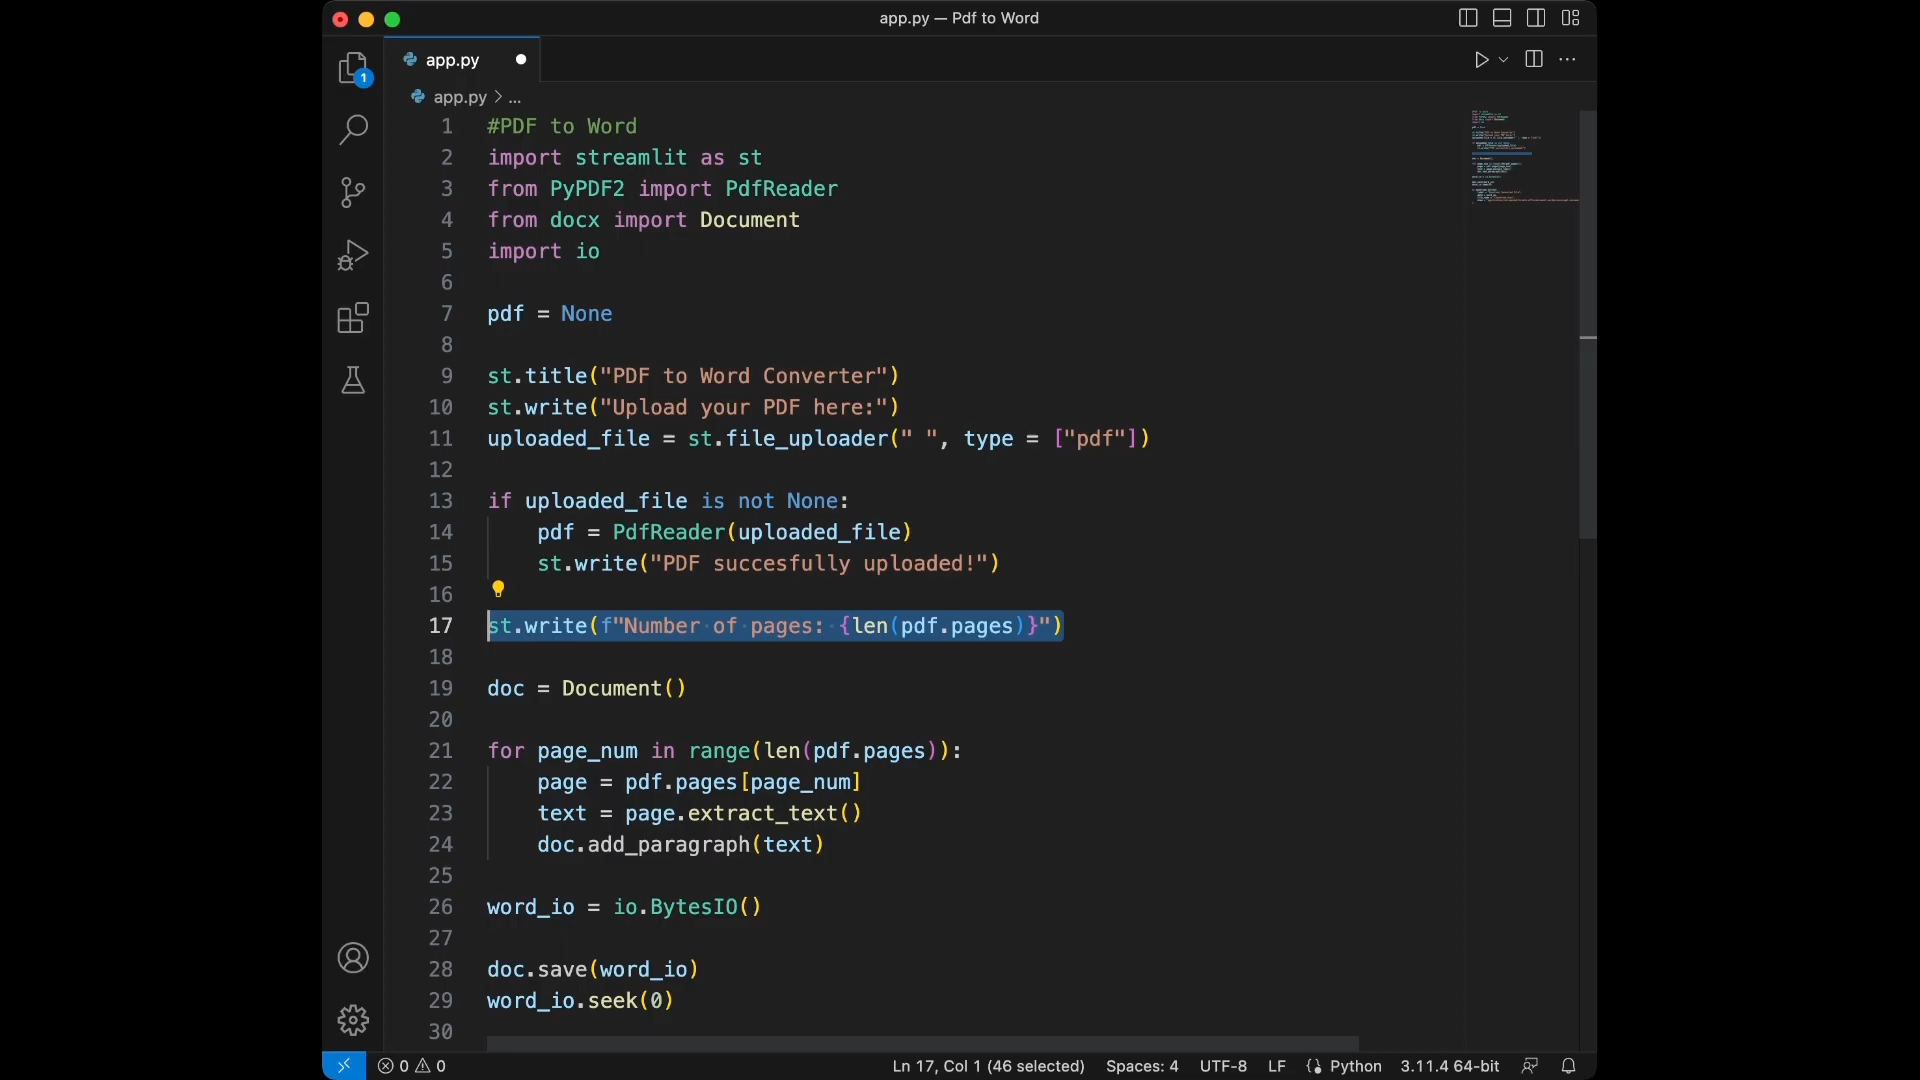 app.py — Pdf to Word
app.py
1
app.py > ...
1 #PDF to Word
2 import streamlit as st
3 from PyPDF2 import PdfReader
4 from docx import Document
5 import io
6
7 pdf = None
8
9 st.title("PDF to Word Converter")
10 st.write("Upload your PDF here:")
11 uploaded_file = st.file_uploader(" ", type = ["pdf"])
12
13 if uploaded_file is not None:
14     pdf = PdfReader(uploaded_file)
15     st.write("PDF succesfully uploaded!")
16
17 st.write(f"Number of pages: {len(pdf.pages)}")
18
19 doc = Document()
20
21 for page_num in range(len(pdf.pages)):
22     page = pdf.pages[page_num]
23     text = page.extract_text()
24     doc.add_paragraph(text)
25
26 word_io = io.BytesIO()
27
28 doc.save(word_io)
29 word_io.seek(0)
30
0 0 Ln 17, Col 1 (46 selected) Spaces: 4 UTF-8 LF Python 3.11.4 64-bit